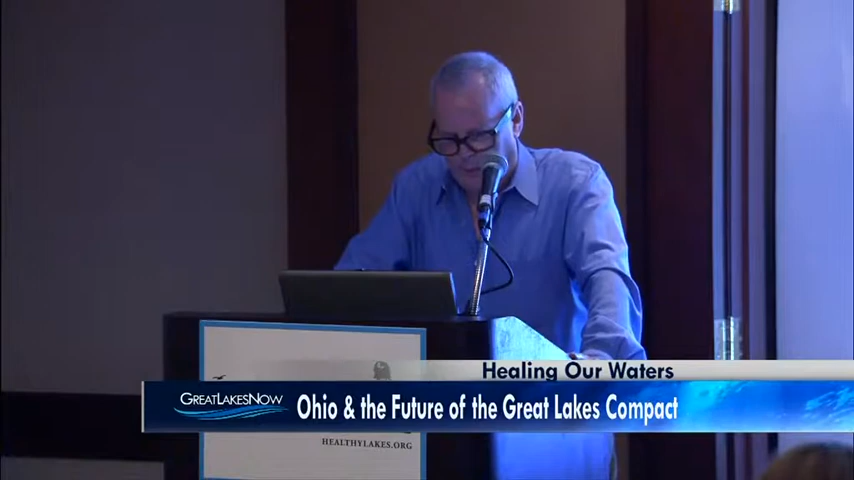 Healing Our Waters
GREATLAKESNOW
Ohio & the Future of the Great Lakes Compact
HEALTHYLAKES.ORG